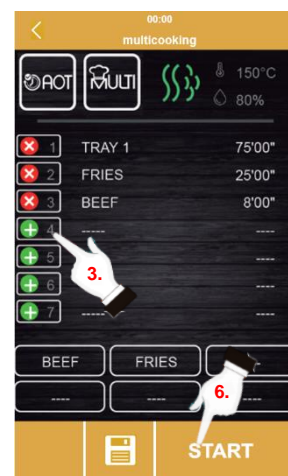 00:00
multicooking
AOT MULTI 150°C
80%
1 TRAY 1 75'00"
2 FRIES 25'00"
3 BEEF 8'00"
4 ----- ----
5 ----- ----
6 ----- ----
7 ----- ----
3.
BEEF FRIES
---- ---- ----
6.
START